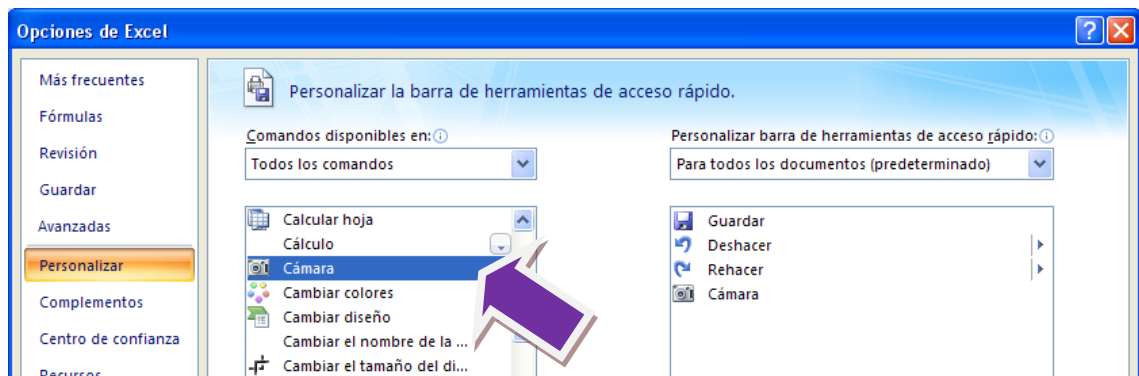 Opciones de Excel
Más frecuentes
Fórmulas
Revisión
Guardar
Avanzadas
Personalizar
Complementos
Centro de confianza
Recursos
Personalizar la barra de herramientas de acceso rápido.
Comandos disponibles en:
Todos los comandos
Calcular hoja
Cálculo
Cámara
Cambiar colores
Cambiar diseño
Cambiar el nombre de la ...
Cambiar el tamaño del di...
Personalizar barra de herramientas de acceso rápido:
Para todos los documentos (predeterminado)
Guardar
Deshacer
Rehacer
Cámara